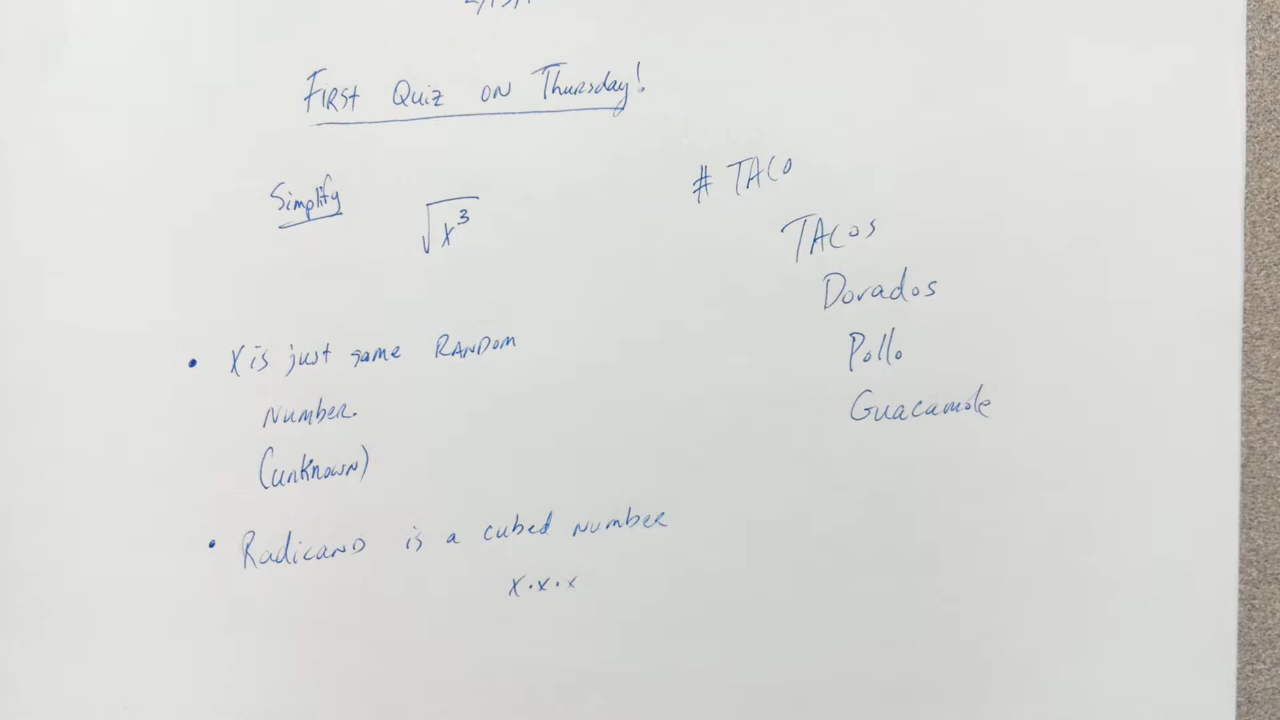 First Quiz on Thursday!
Simplify √x³
# TACO
TACOS
Dorados
Pollo
Guacamole
• X is just some RANDOM
Number.
(unknown)
• Radicand is a cubed number
x·x·x